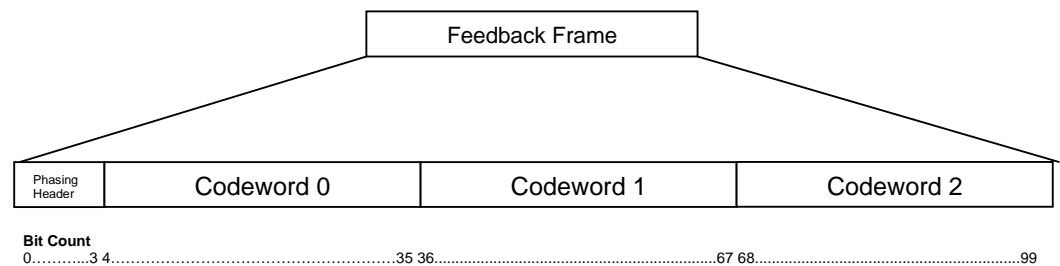 Feedback Frame
Phasing
Header
Codeword 0
Codeword 1
Codeword 2
Bit Count
0..........3 4................................................35 36.................................................................67 68.............................................................99